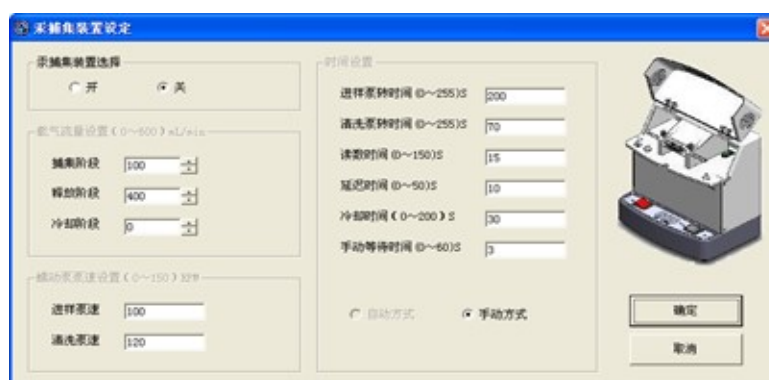 汞捕集装置设定
汞捕集装置选择
开 关
载气流量设置(0~600)mL/min
捕集阶段 100
释放阶段 400
冷却阶段 0
蠕动泵泵速设置(0~150)RPM
进样泵速 100
清洗泵速 120
时间设置
进样泵转时间(0~255)S 200
清洗泵转时间(0~255)S 70
读数时间(0~150)S 15
延迟时间(0~50)S 10
冷却时间(0~200)S 30
手动等待时间(0~60)S 3
自动方式 手动方式
确定
取消